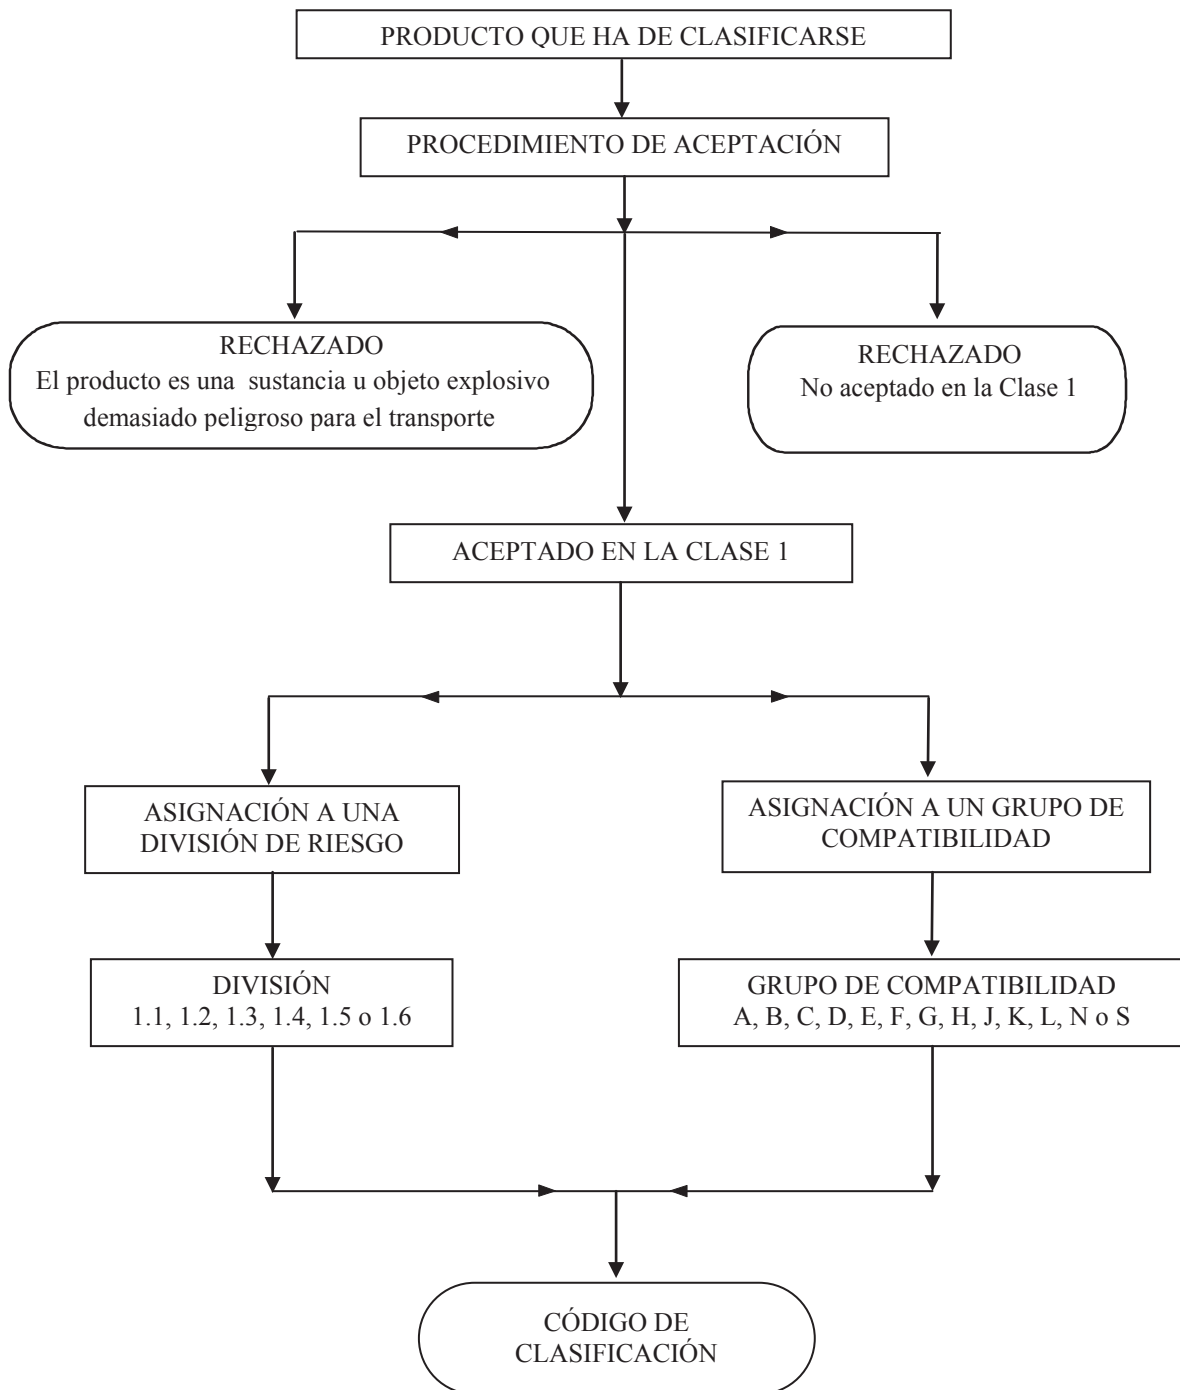 PRODUCTO QUE HA DE CLASIFICARSE
PROCEDIMIENTO DE ACEPTACIÓN
RECHAZADO
El producto es una sustancia u objeto explosivo
demasiado peligroso para el transporte
RECHAZADO
No aceptado en la Clase 1
ACEPTADO EN LA CLASE 1
ASIGNACIÓN A UNA
DIVISIÓN DE RIESGO
ASIGNACIÓN A UN GRUPO DE
COMPATIBILIDAD
DIVISIÓN
1.1, 1.2, 1.3, 1.4, 1.5 o 1.6
GRUPO DE COMPATIBILIDAD
A, B, C, D, E, F, G, H, J, K, L, N o S
CÓDIGO DE
CLASIFICACIÓN